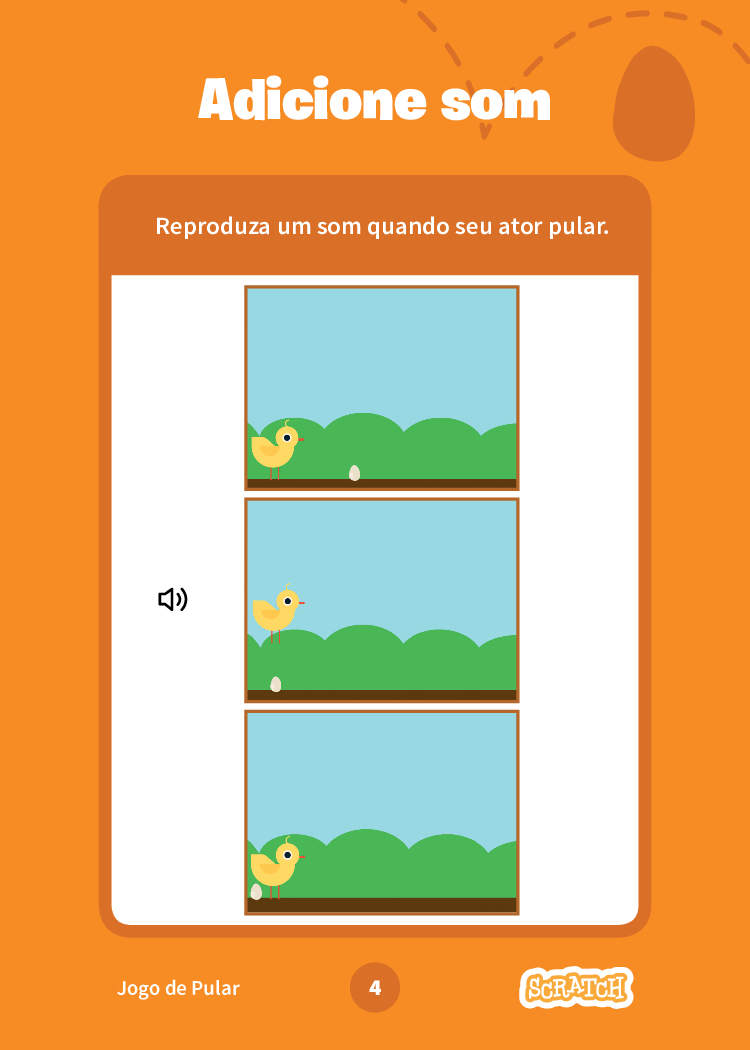 Adicione som
Reproduza um som quando seu ator pular.
Jogo de Pular
4
SCRATCH